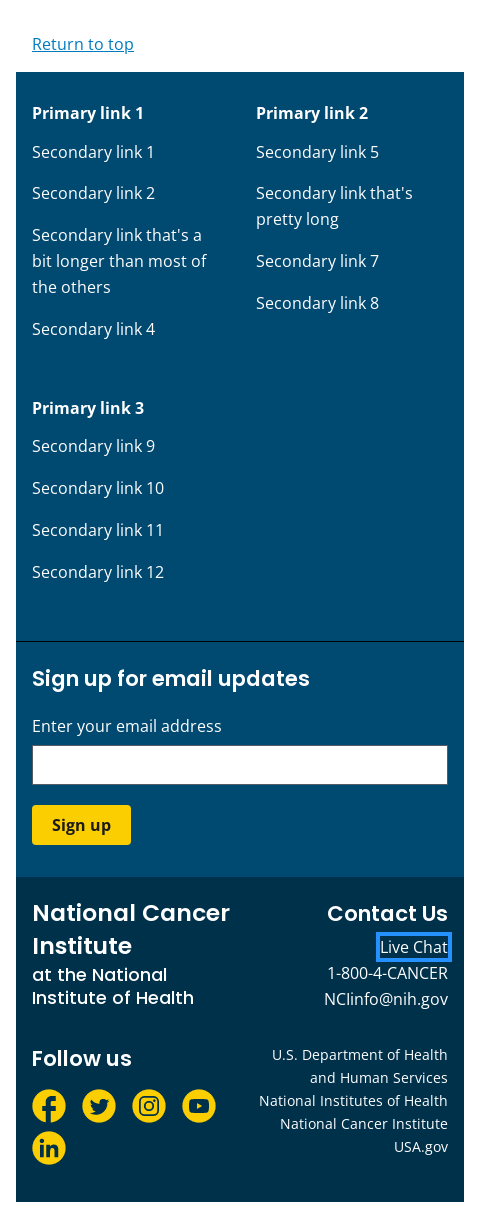 Return to top
Primary link 1
Secondary link 1
Secondary link 2
Secondary link that's a
bit longer than most of
the others
Secondary link 4
Primary link 2
Secondary link 5
Secondary link that's
pretty long
Secondary link 7
Secondary link 8
Primary link 3
Secondary link 9
Secondary link 10
Secondary link 11
Secondary link 12
Sign up for email updates
Enter your email address
Sign up
National Cancer
Institute
at the National
Institute of Health
Contact Us
Live Chat
1-800-4-CANCER
NCIinfo@nih.gov
Follow us
U.S. Department of Health
and Human Services
National Institutes of Health
National Cancer Institute
USA.gov